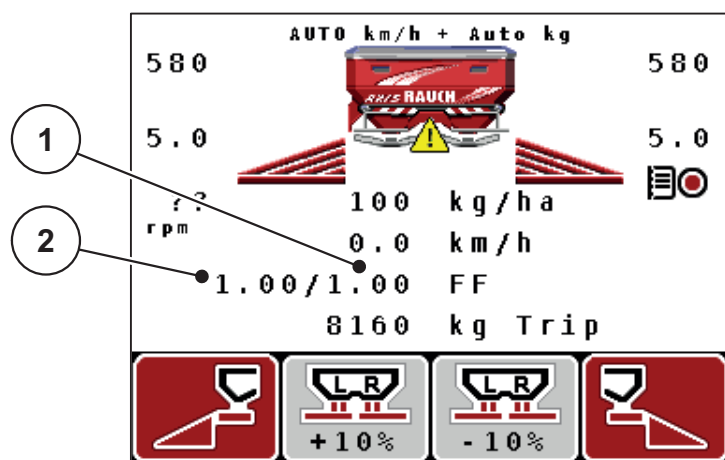 AUTO km/h + Auto kg
580 580
AXIS RAUCH
1
5.0 5.0
?? 100 kg/ha
rpm
2
0.0 km/h
1.00/1.00 FF
8160 kg Trip
L R L R
+10% -10%